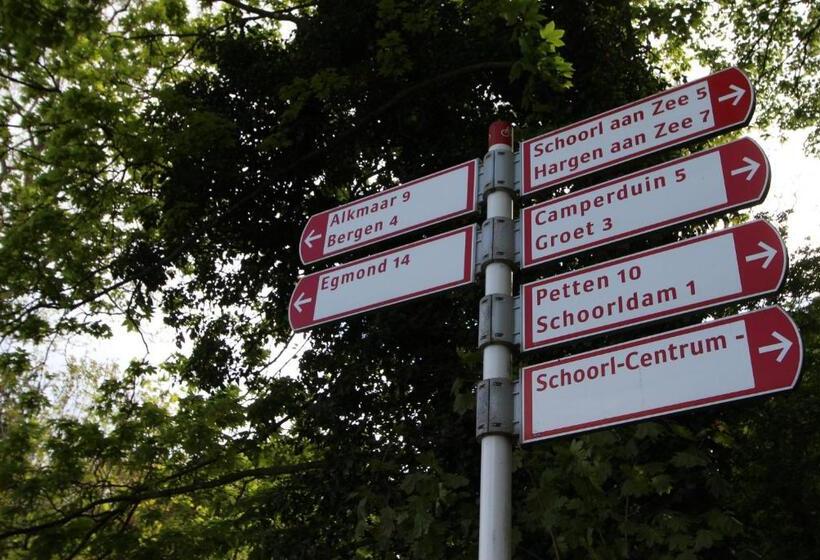 Alkmaar 9
Bergen 4
Egmond 14
Schoorl aan Zee 5
Hargen aan Zee 7
Camperduin 5
Groet 3
Petten 10
Schoorldam 1
Schoorl-Centrum -